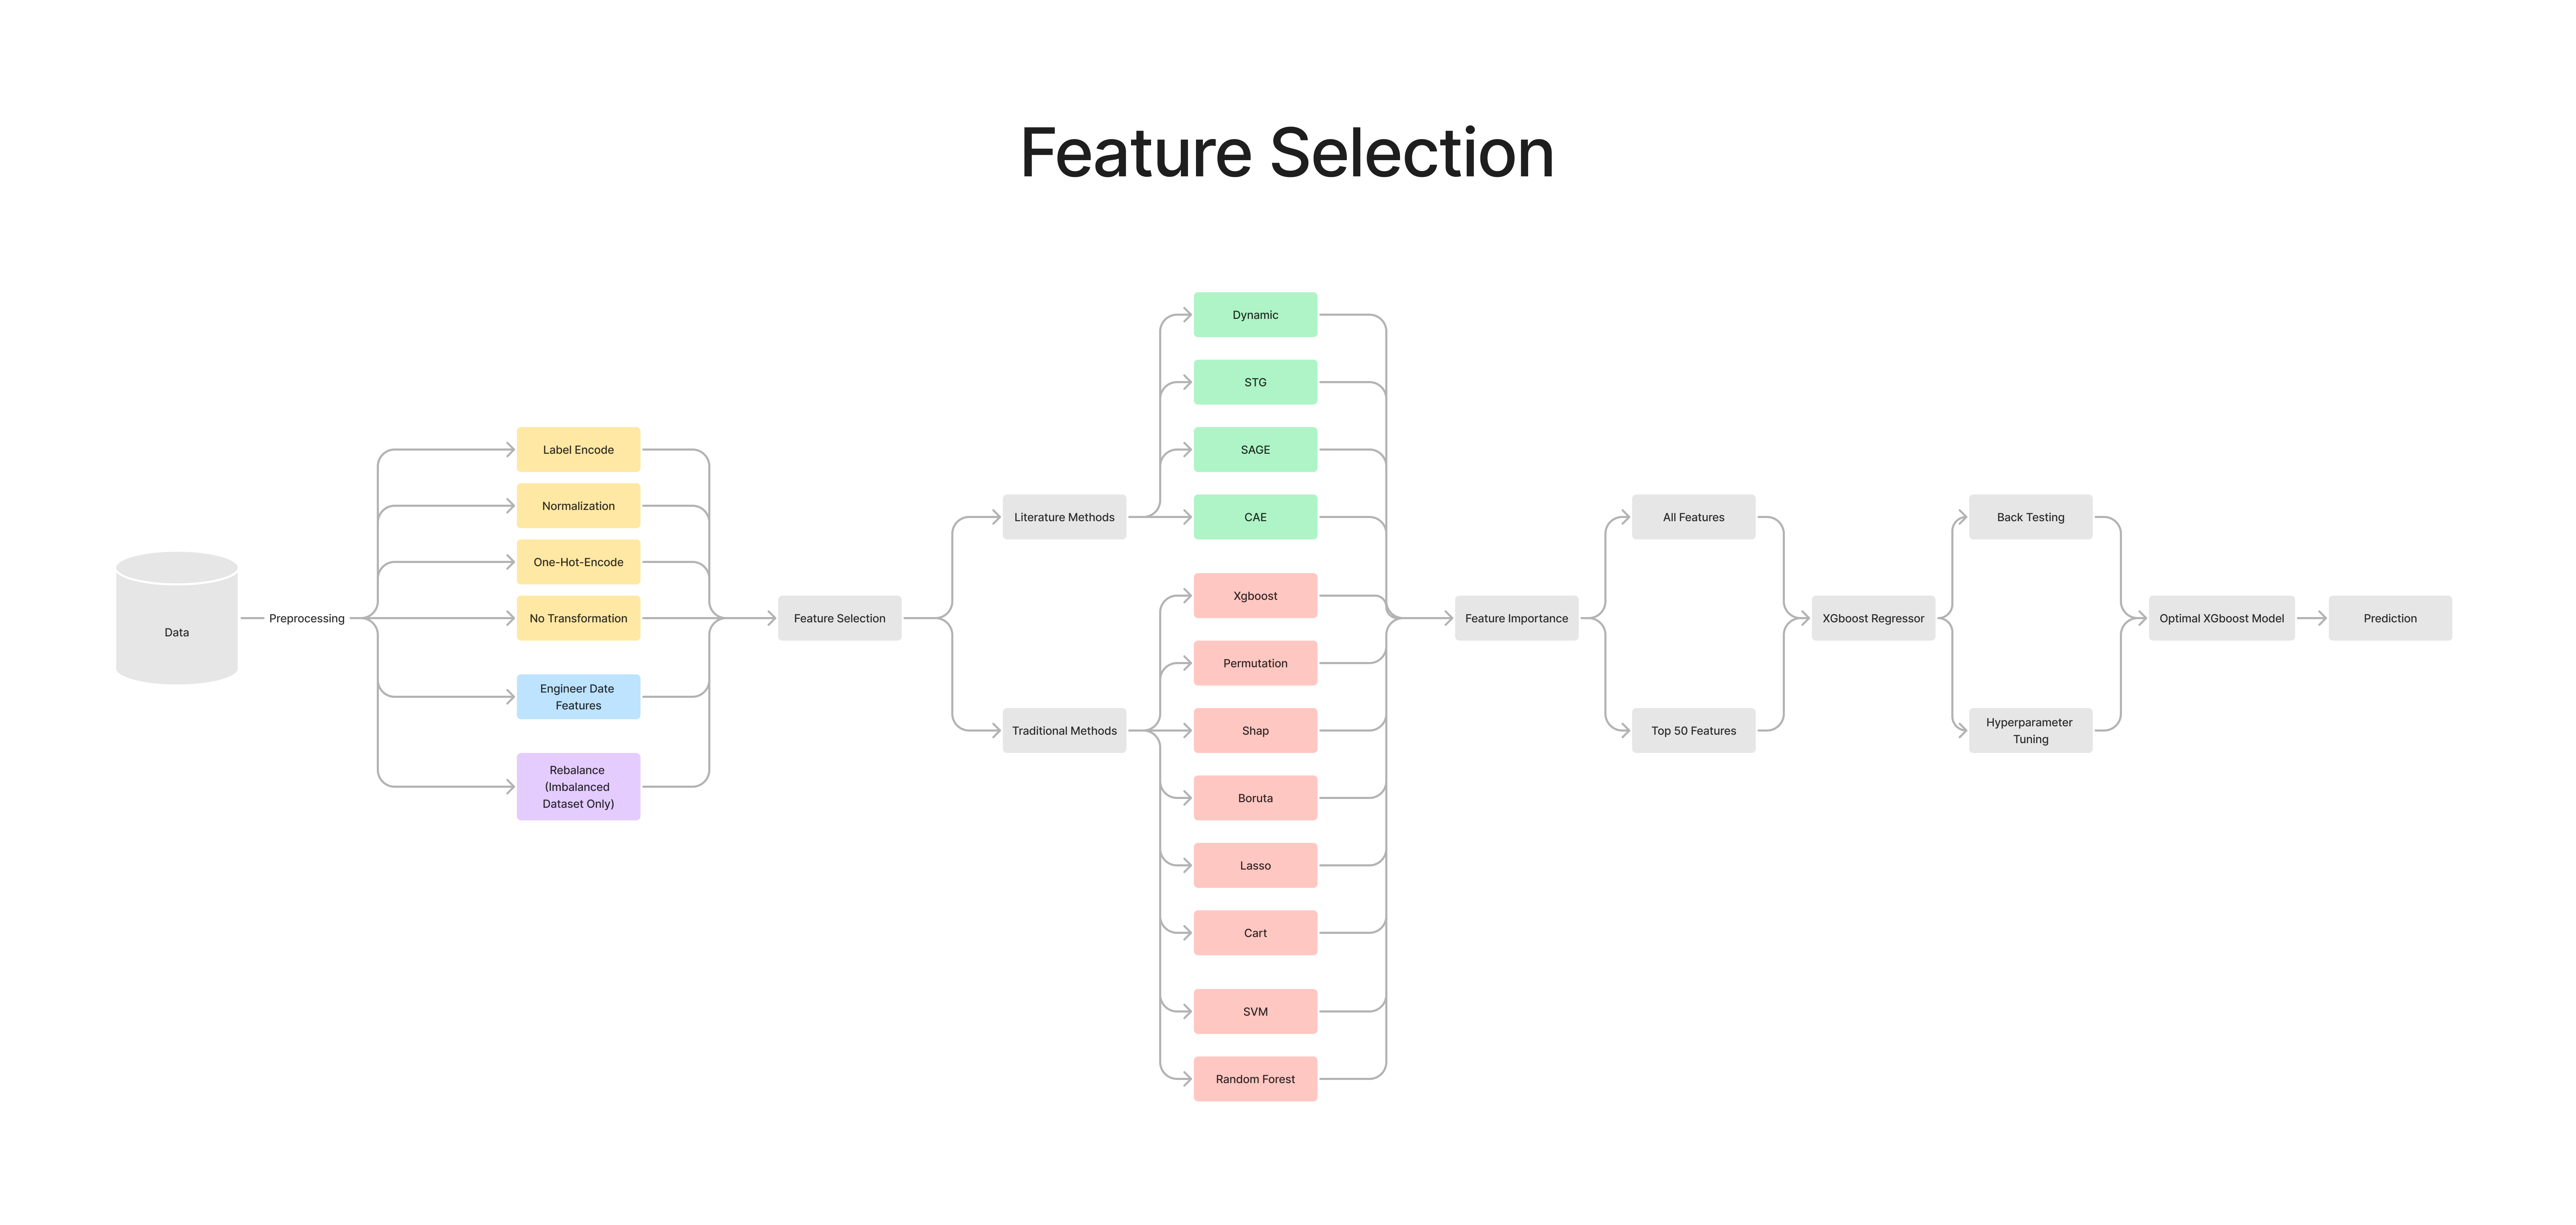 Feature Selection
Data
Preprocessing
Label Encode
Normalization
One-Hot-Encode
No Transformation
Engineer Date
Features
Rebalance
(Imbalanced
Dataset Only)
Feature Selection
Literature Methods
Traditional Methods
Dynamic
STG
SAGE
CAE
Xgboost
Permutation
Shap
Boruta
Lasso
Cart
SVM
Random Forest
Feature Importance
All Features
Top 50 Features
XGboost Regressor
Back Testing
Hyperparameter
Tuning
Optimal XGboost Model
Prediction